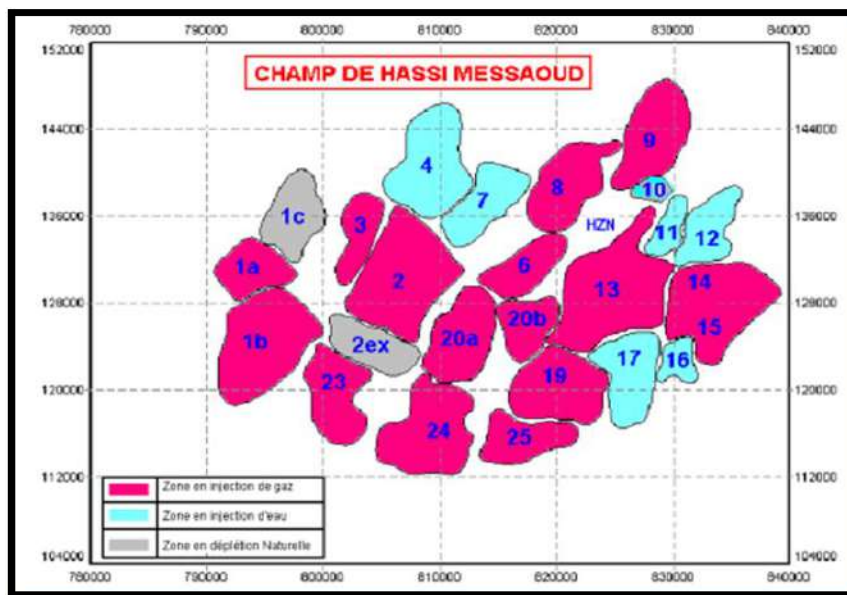 780000 790000 800000 810000 820000 830000 840000
152000 152000
CHAMP DE HASSI MESSAOUD
144000 144000
9
4
8
10
7
136000 136000
1c
3
HZN
11
12
1a
6
2
13
14
128000 128000
20b
15
1b
2ex
20a
17
16
23
19
120000 120000
24
25
112000 112000
Zone en injection de gaz
Zone en injection d'eau
Zone en déplétion Naturelle
104000 104000
780000 790000 800000 810000 820000 830000 840000